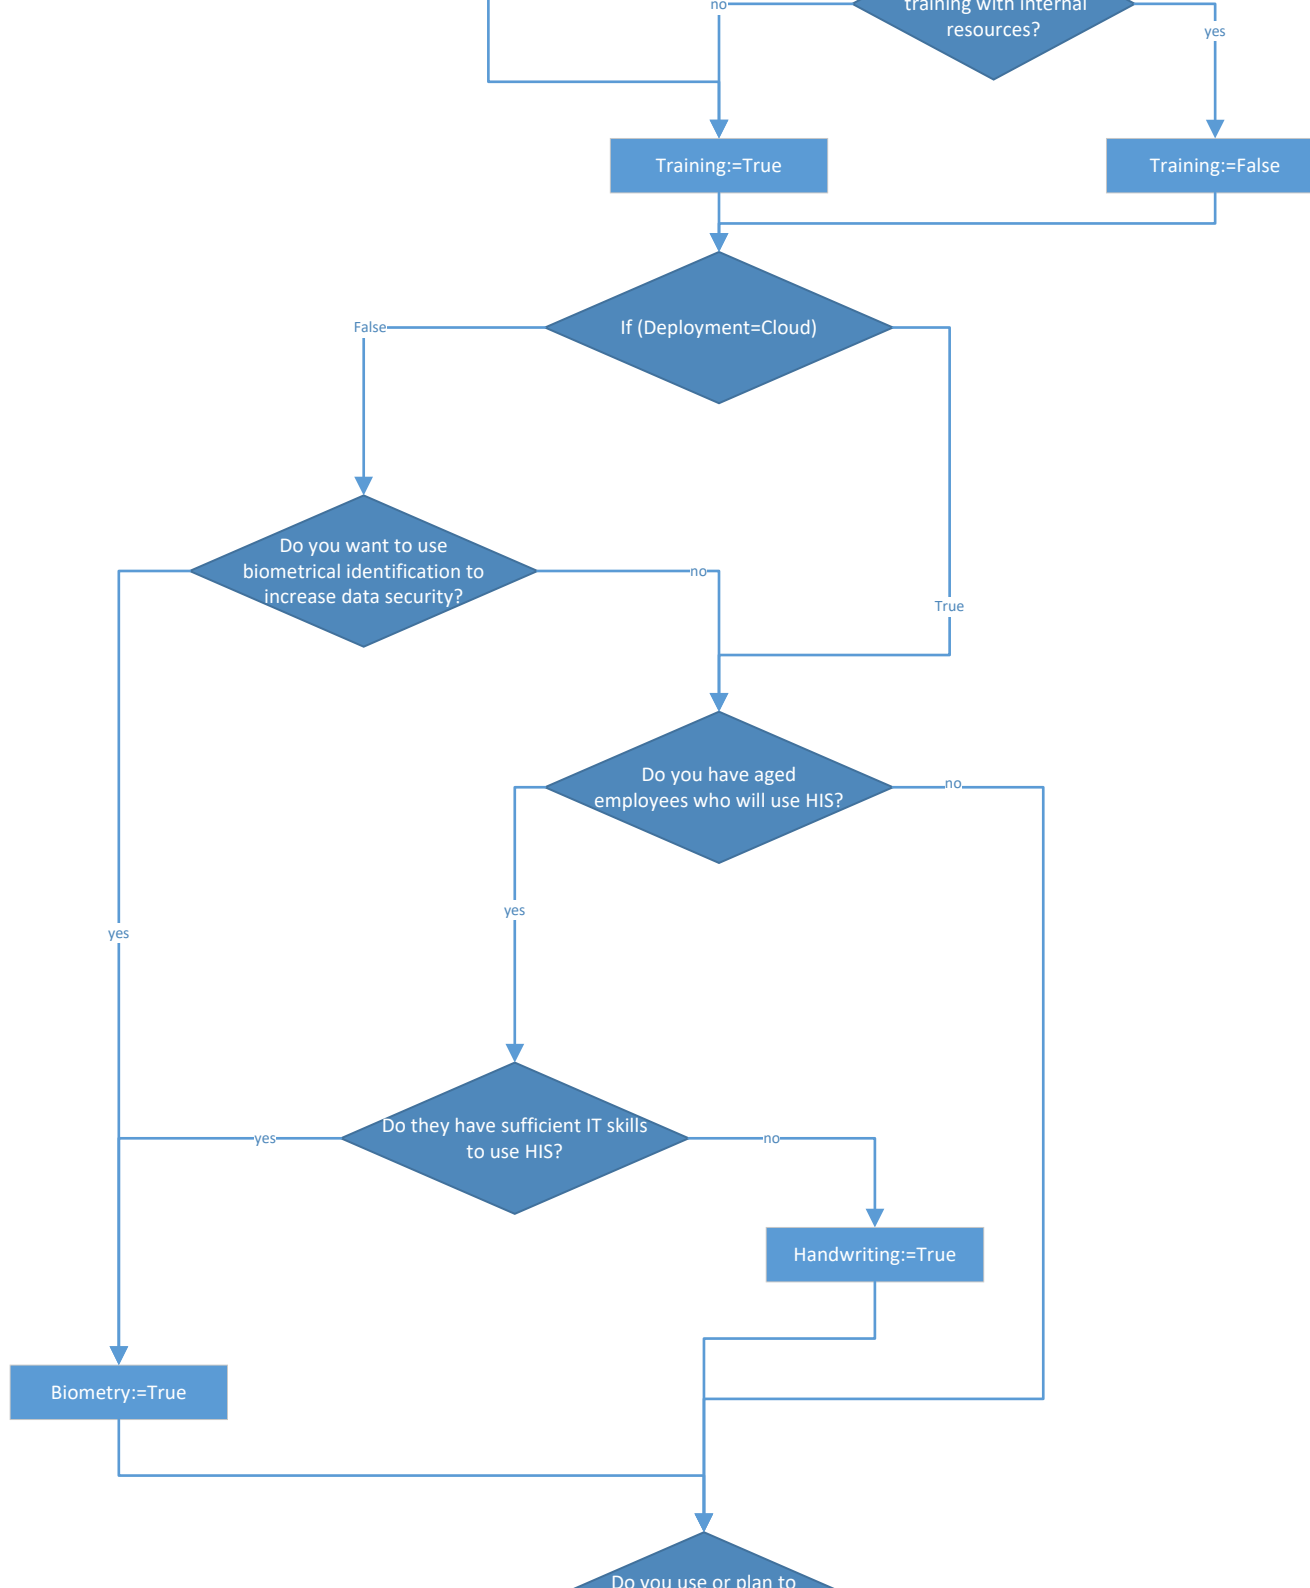 no
training with internal
resources?
yes
Training:=True
Training:=False
If (Deployment=Cloud)
False
Do you want to use
biometrical identification to
increase data security?
no
True
Do you have aged
employees who will use HIS?
no
yes
yes
Do they have sufficient IT skills
to use HIS?
yes
no
Handwriting:=True
Biometry:=True
Do you use or plan to